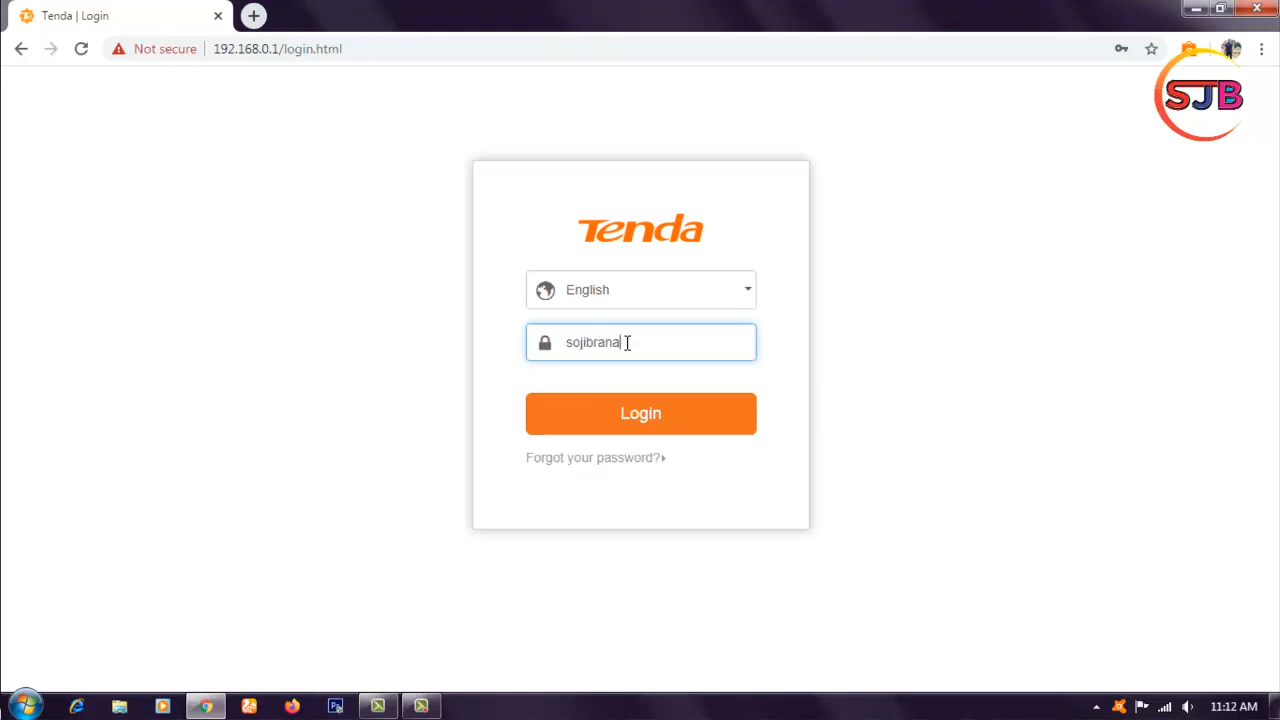 Tenda | Login
Not secure
192.168.0.1/login.html
SJB
Tenda
English
sojibrana
Login
Forgot your password?
Ps
11:12 AM